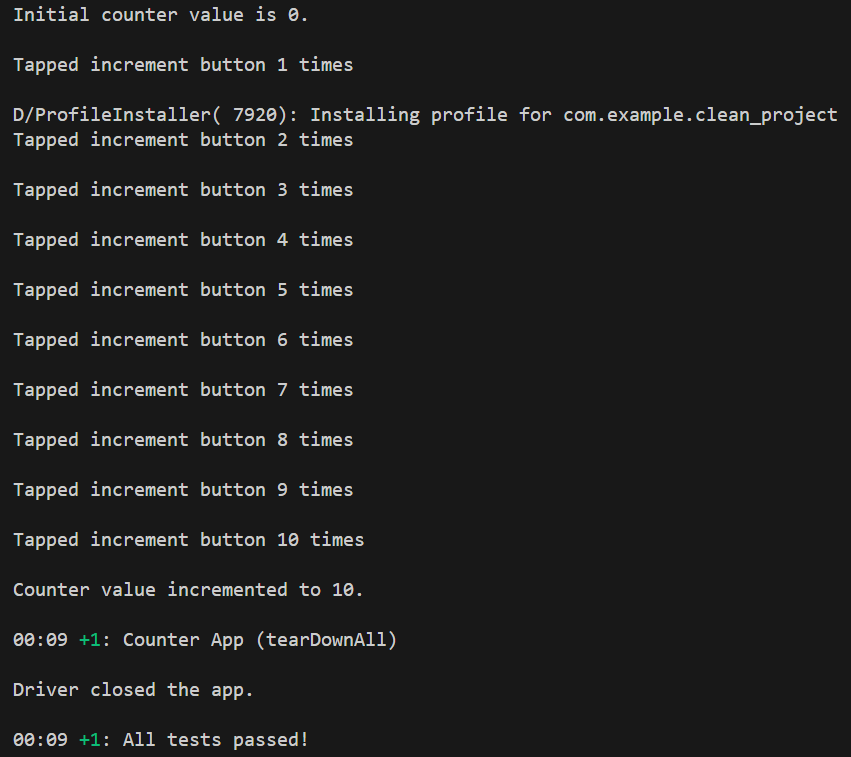 Initial counter value is 0.
Tapped increment button 1 times
D/ProfileInstaller( 7920): Installing profile for com.example.clean_project
Tapped increment button 2 times
Tapped increment button 3 times
Tapped increment button 4 times
Tapped increment button 5 times
Tapped increment button 6 times
Tapped increment button 7 times
Tapped increment button 8 times
Tapped increment button 9 times
Tapped increment button 10 times
Counter value incremented to 10.
00:09 +1: Counter App (tearDownAll)
Driver closed the app.
00:09 +1: All tests passed!